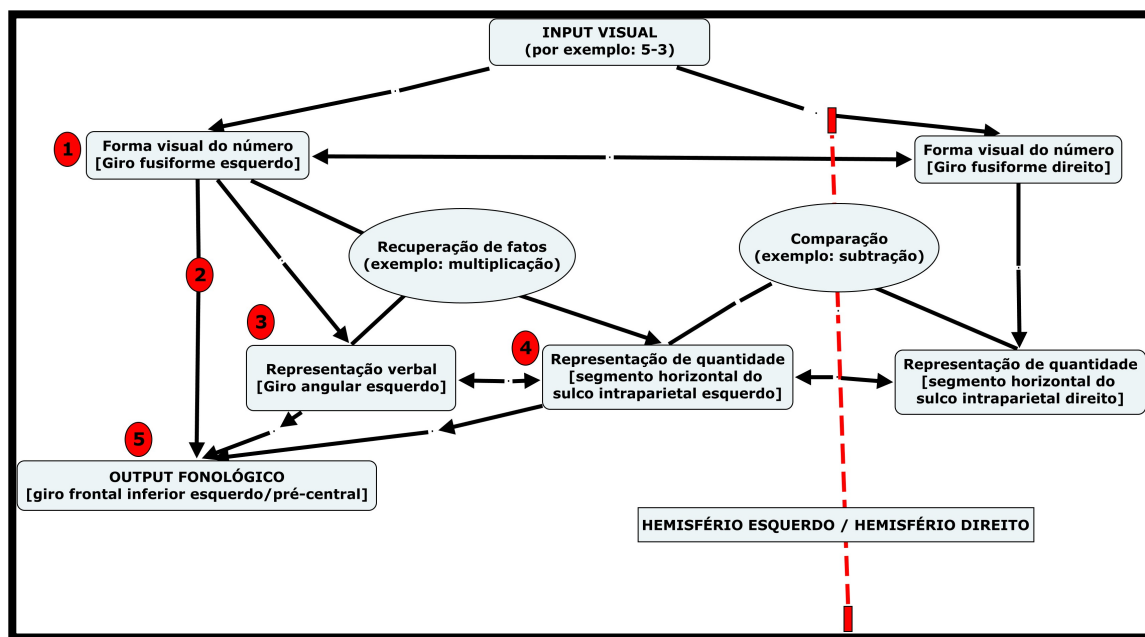 INPUT VISUAL
(por exemplo: 5-3)
1
Forma visual do número
[Giro fusiforme esquerdo]
Forma visual do número
[Giro fusiforme direito]
2
Recuperação de fatos
(exemplo: multiplicação)
Comparação
(exemplo: subtração)
3
Representação verbal
[Giro angular esquerdo]
4
Representação de quantidade
[segmento horizontal do
sulco intraparietal esquerdo]
Representação de quantidade
[segmento horizontal do
sulco intraparietal direito]
5
OUTPUT FONOLÓGICO
[giro frontal inferior esquerdo/pré-central]
HEMISFÉRIO ESQUERDO / HEMISFÉRIO DIREITO